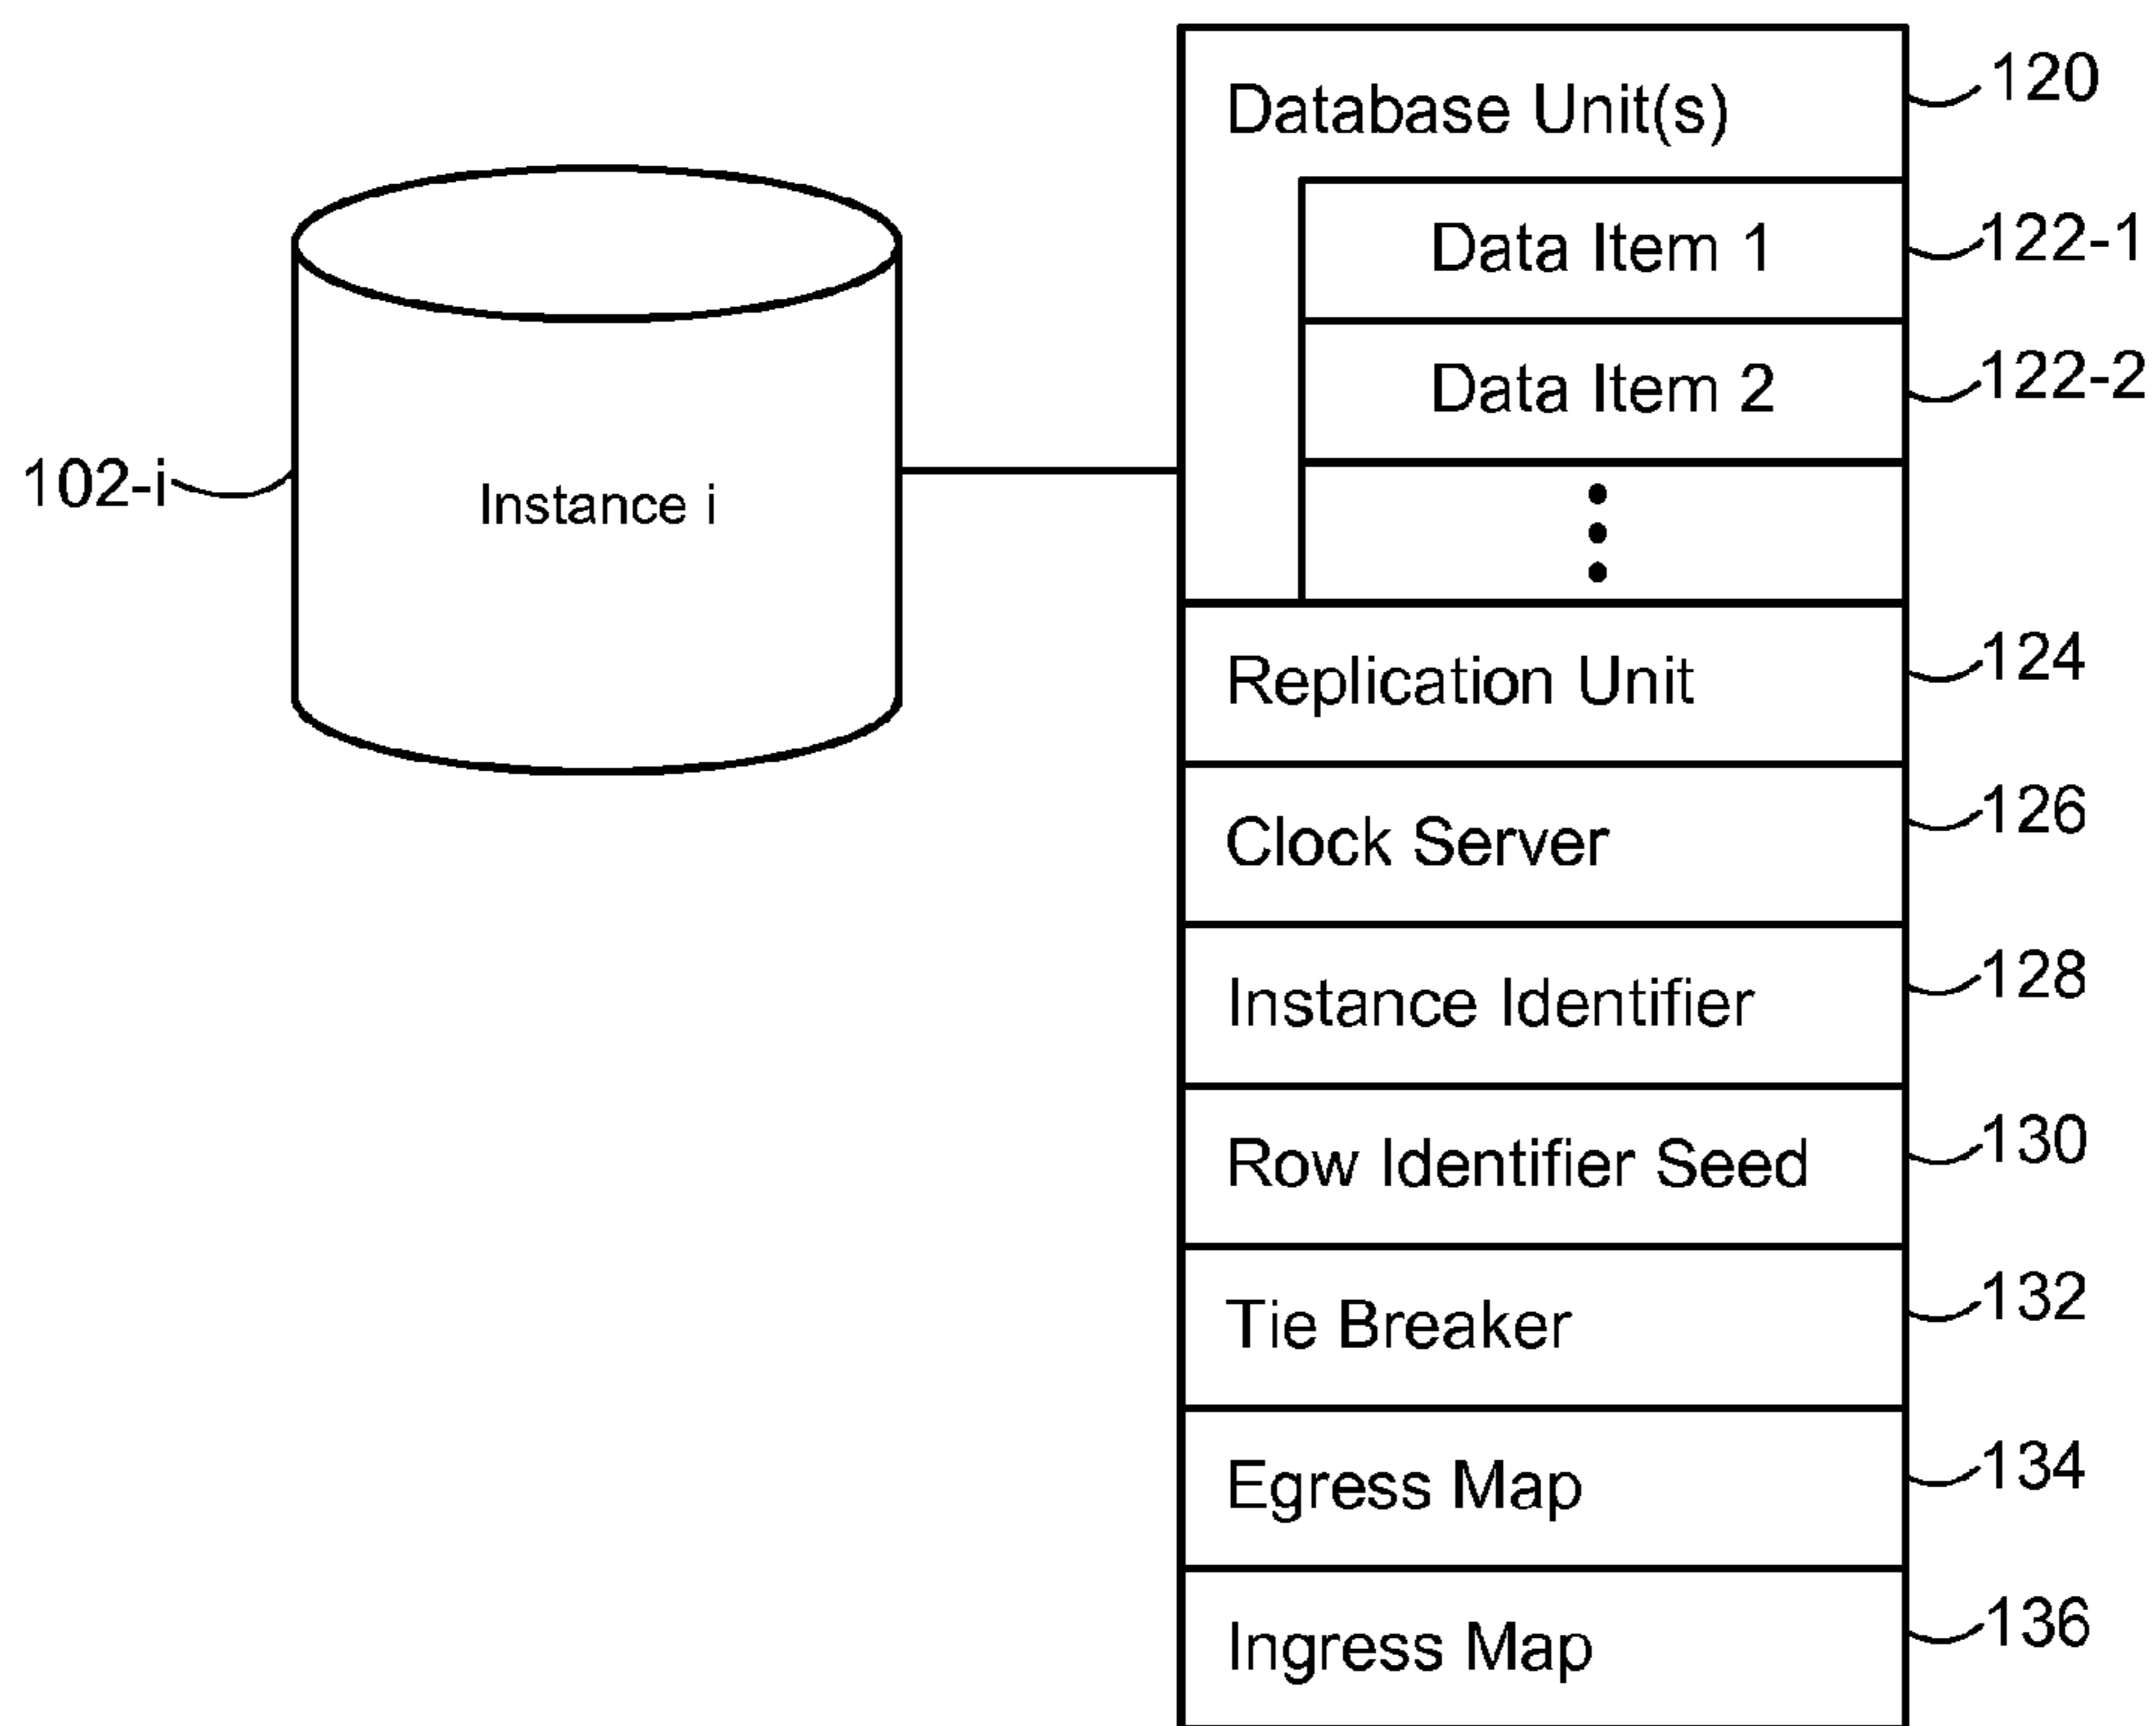 Database Unit(s)
120
Data Item 1
122-1
Data Item 2
122-2
102-i
Instance i
Replication Unit
124
Clock Server
126
Instance Identifier
128
Row Identifier Seed
130
Tie Breaker
132
Egress Map
134
Ingress Map
136